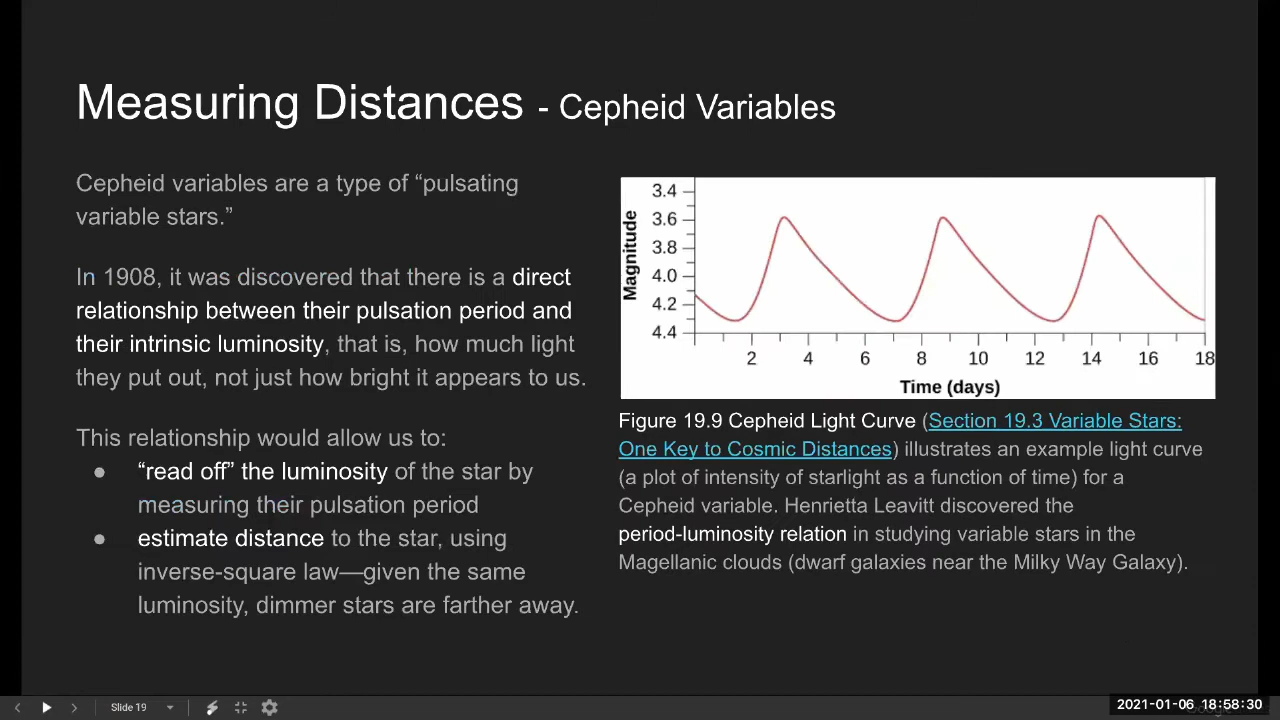 Measuring Distances - Cepheid Variables
Cepheid variables are a type of “pulsating
variable stars.”
In 1908, it was discovered that there is a direct
relationship between their pulsation period and
their intrinsic luminosity, that is, how much light
they put out, not just how bright it appears to us.
This relationship would allow us to:
● “read off” the luminosity of the star by
measuring their pulsation period
● estimate distance to the star, using
inverse-square law—given the same
luminosity, dimmer stars are farther away.
Magnitude
3.4
3.6
3.8
4.0
4.2
4.4
2 4 6 8 10 12 14 16 18
Time (days)
Figure 19.9 Cepheid Light Curve (Section 19.3 Variable Stars:
One Key to Cosmic Distances) illustrates an example light curve
(a plot of intensity of starlight as a function of time) for a
Cepheid variable. Henrietta Leavitt discovered the
period-luminosity relation in studying variable stars in the
Magellanic clouds (dwarf galaxies near the Milky Way Galaxy).
Slide 19
2021-01-06 18:58:30